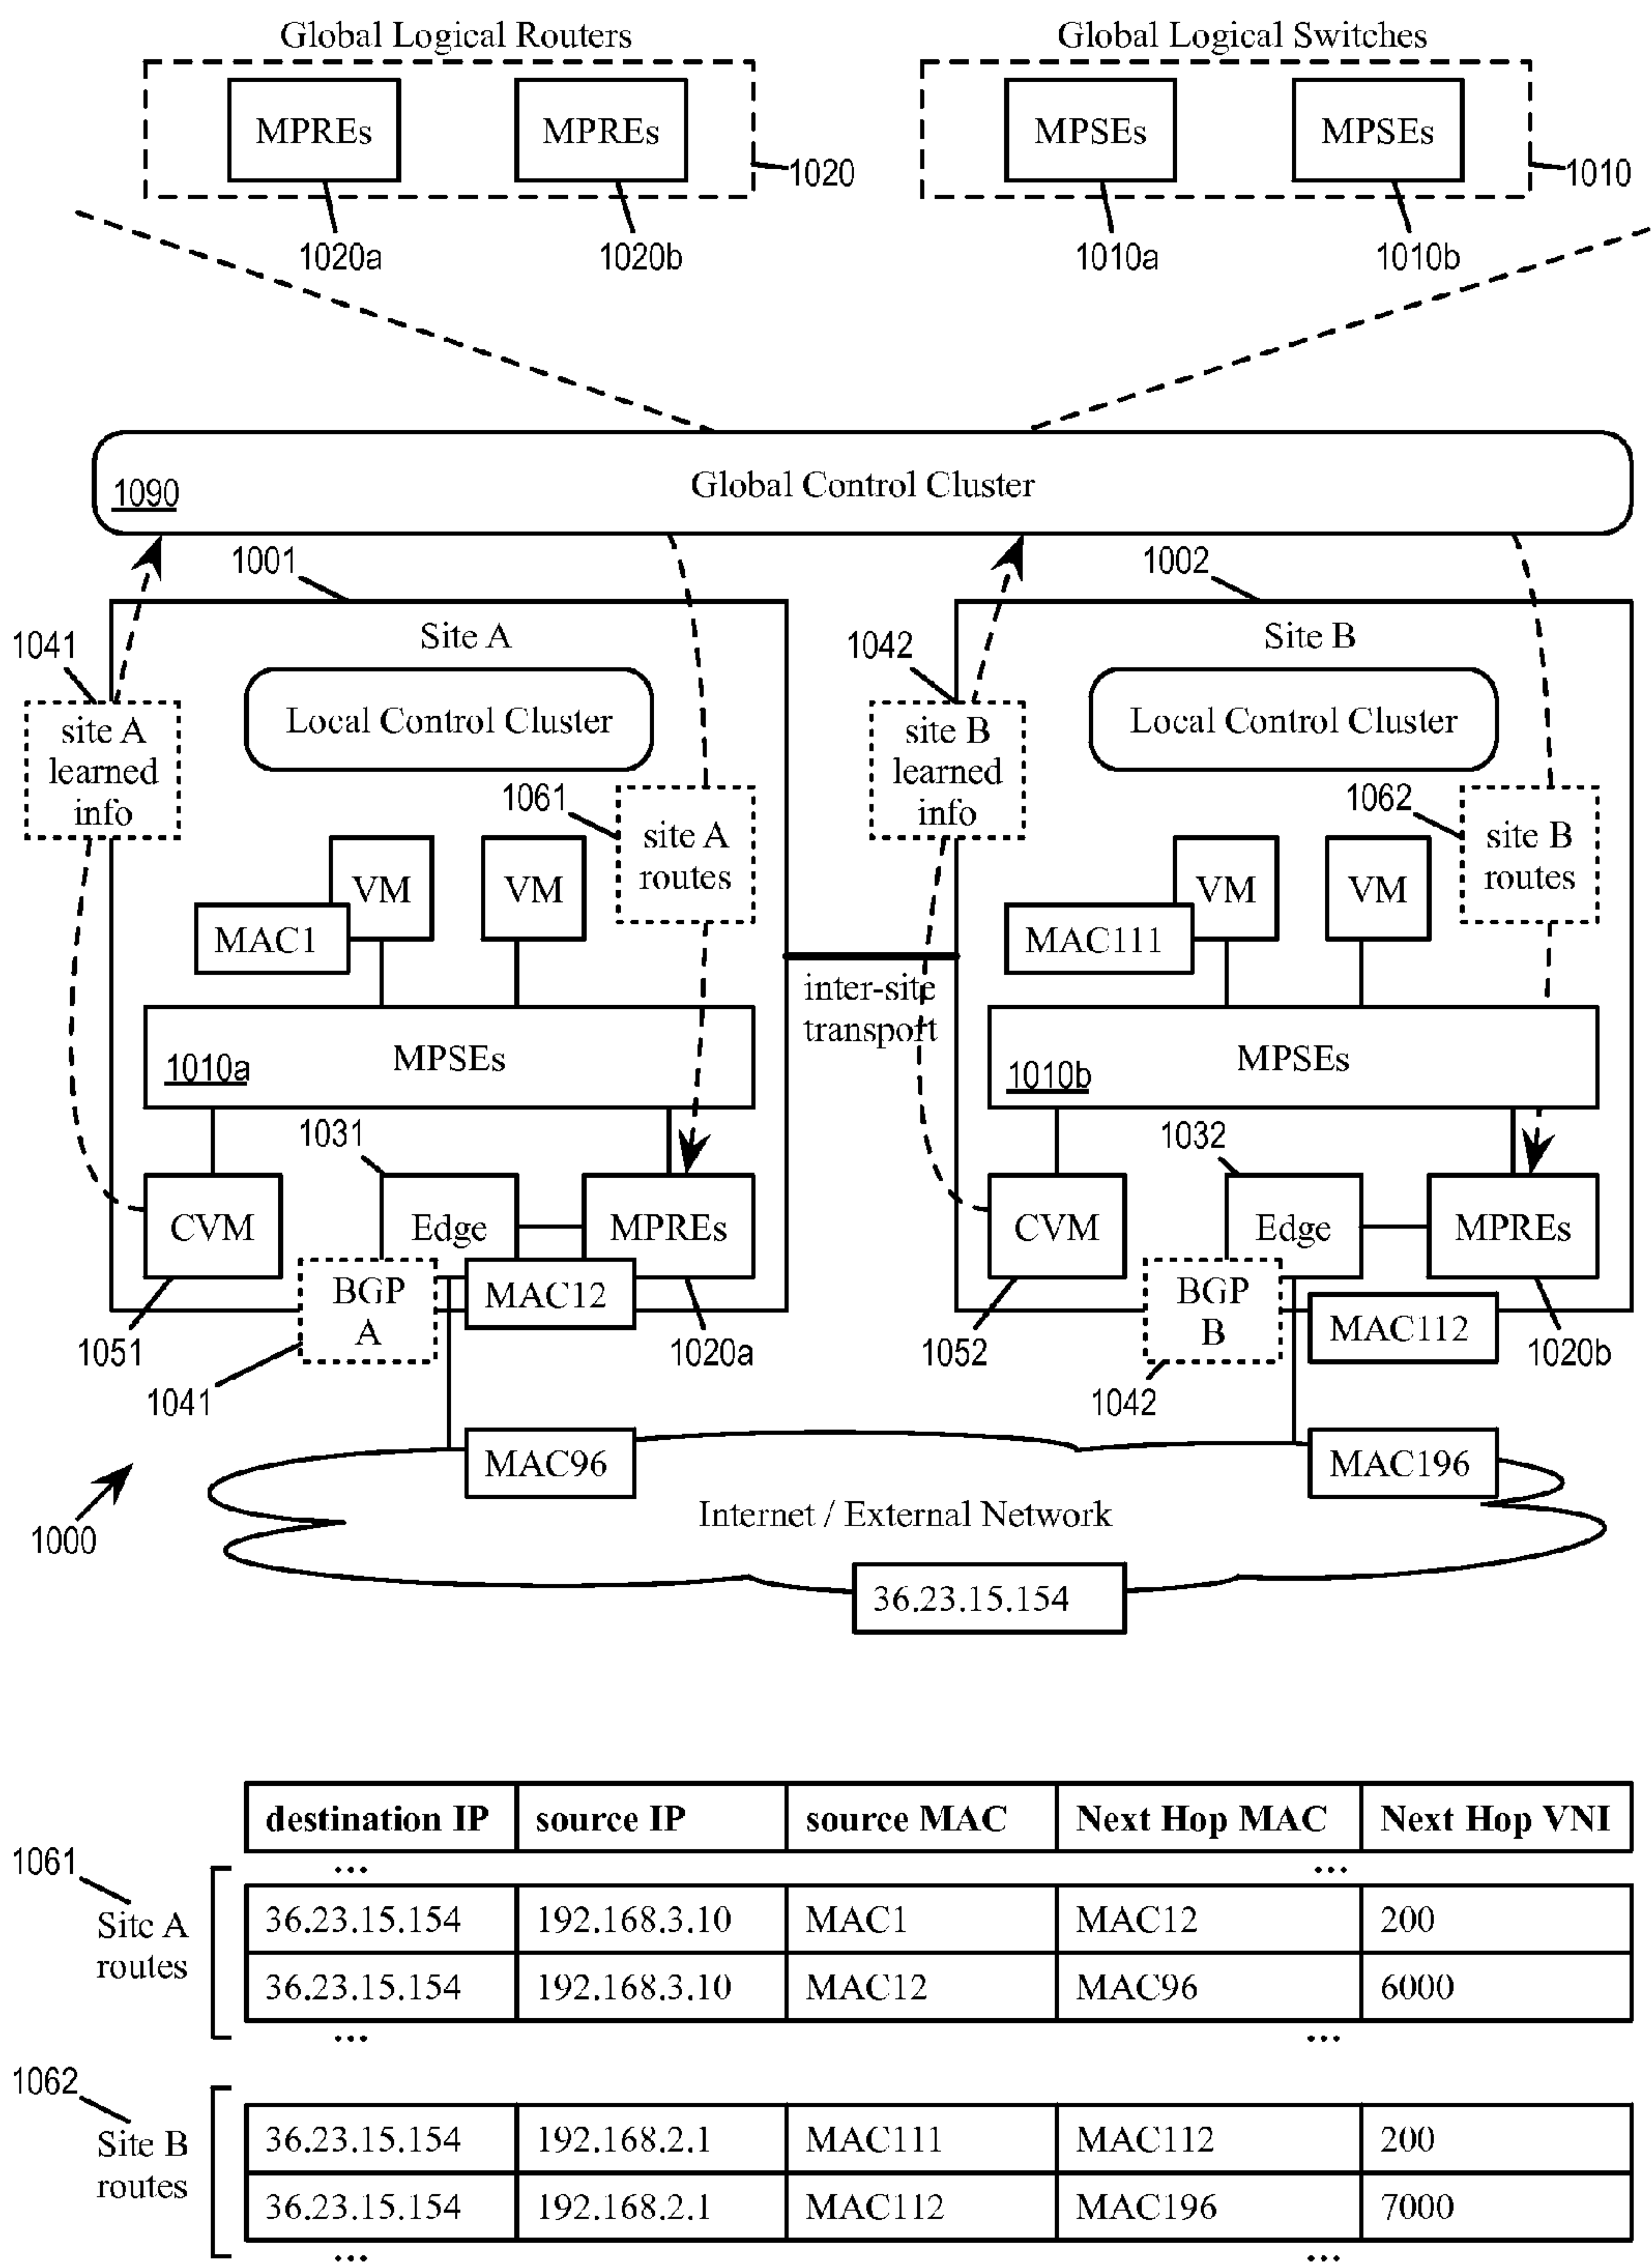 Global Logical Routers
Global Logical Switches
MPREs
MPREs
MPSEs
MPSEs
1020
1010
1020a
1020b
1010a
1010b
1090
Global Control Cluster
1001
1002
1041
Site A
1042
Site B
site A
learned
info
Local Control Cluster
site B
learned
info
Local Control Cluster
1061
1062
site A
routes
site B
routes
VM
VM
VM
VM
MAC1
MAC111
inter-site
transport
1010a
MPSEs
1010b
MPSEs
1031
1032
CVM
Edge
MPREs
CVM
Edge
MPREs
BGP
A
MAC12
BGP
B
MAC112
1051
1020a
1052
1020b
1041
1042
MAC96
MAC196
Internet / External Network
1000
36.23.15.154
destination IP source IP source MAC Next Hop MAC Next Hop VNI
... ...
1061
Site A
routes
36.23.15.154 192.168.3.10 MAC1 MAC12 200
36.23.15.154 192.168.3.10 MAC12 MAC96 6000
... ...
1062
Site B
routes
36.23.15.154 192.168.2.1 MAC111 MAC112 200
36.23.15.154 192.168.2.1 MAC112 MAC196 7000
... ...